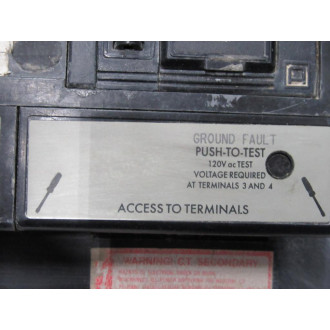 GROUND FAULT
PUSH-TO-TEST
120V ac TEST
VOLTAGE REQUIRED
AT TERMINALS 3 AND 4
ACCESS TO TERMINALS
WARNING: CT SECONDARY